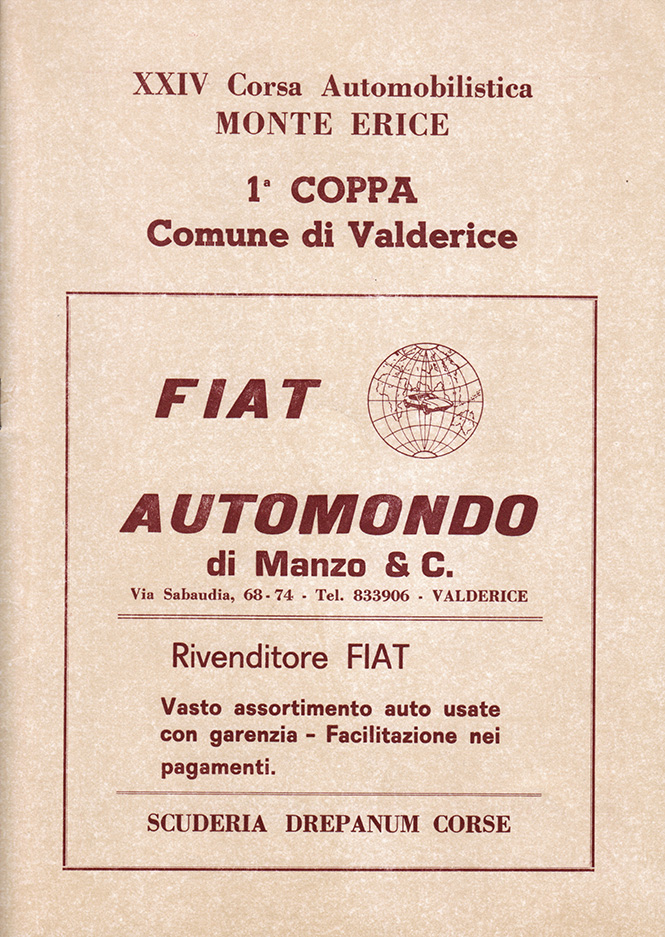 XXIV Corsa Automobilistica
MONTE ERICE
1ª COPPA
Comune di Valderice
FIAT
AUTOMONDO
di Manzo & C.
Via Sabaudia, 68-74 - Tel. 833906 - VALDERICE
Rivenditore FIAT
Vasto assortimento auto usate
con garenzia - Facilitazione nei
pagamenti.
SCUDERIA DREPANUM CORSE